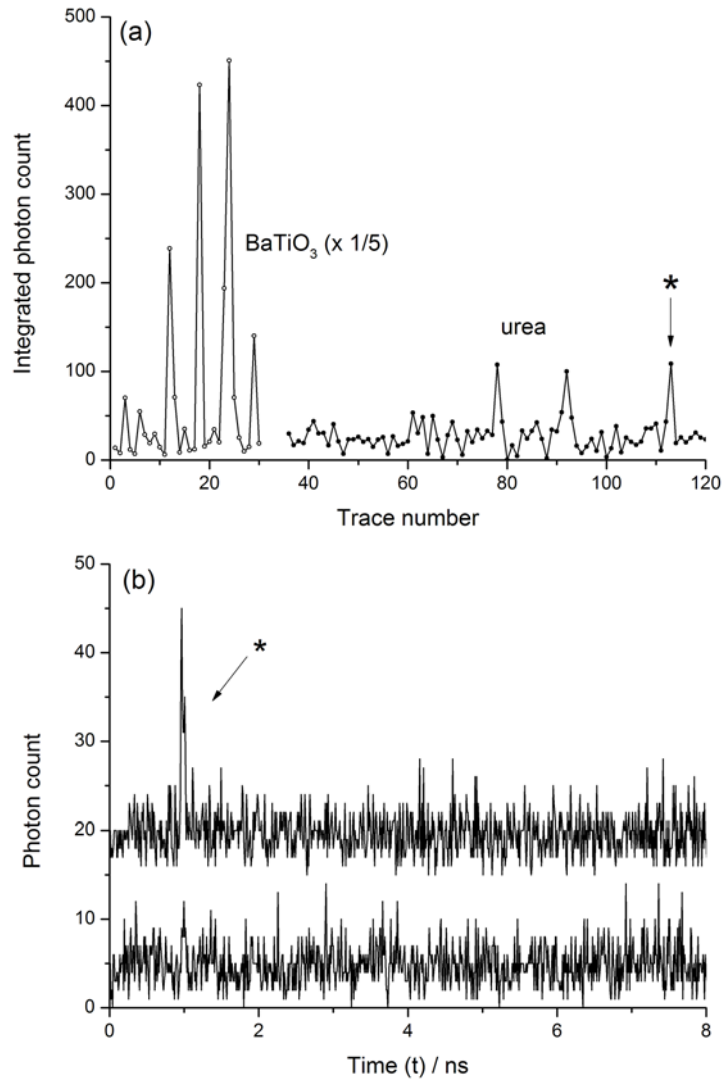 (a)
500
400
300
200
100
0
Integrated photon count
BaTiO₃ (x 1/5)
urea
*
0 20 40 60 80 100 120
Trace number
(b)
50
40
30
20
10
0
Photon count
*
0 2 4 6 8
Time (t) / ns